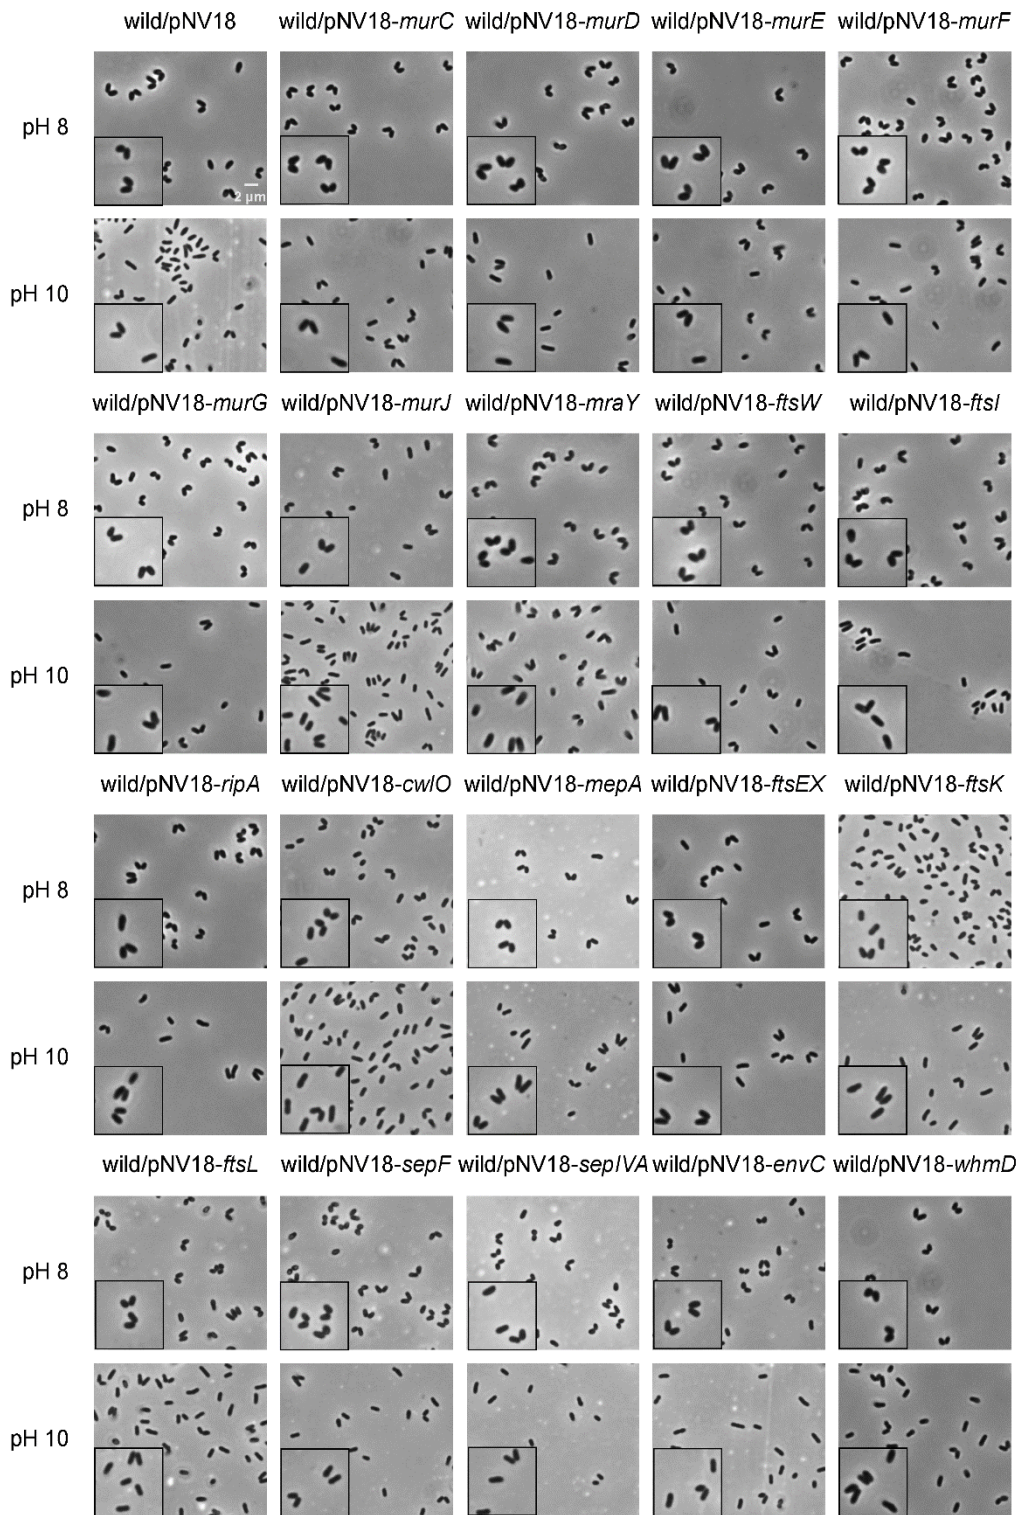 wild/pNV18 wild/pNV18-murC wild/pNV18-murD wild/pNV18-murE wild/pNV18-murF
pH 8
2 μm
pH 10
wild/pNV18-murG wild/pNV18-murJ wild/pNV18-mraY wild/pNV18-ftsW wild/pNV18-ftsI
pH 8
pH 10
wild/pNV18-ripA wild/pNV18-cwlO wild/pNV18-mepA wild/pNV18-ftsEX wild/pNV18-ftsK
pH 8
pH 10
wild/pNV18-ftsL wild/pNV18-sepF wild/pNV18-sepIVA wild/pNV18-envC wild/pNV18-whmD
pH 8
pH 10